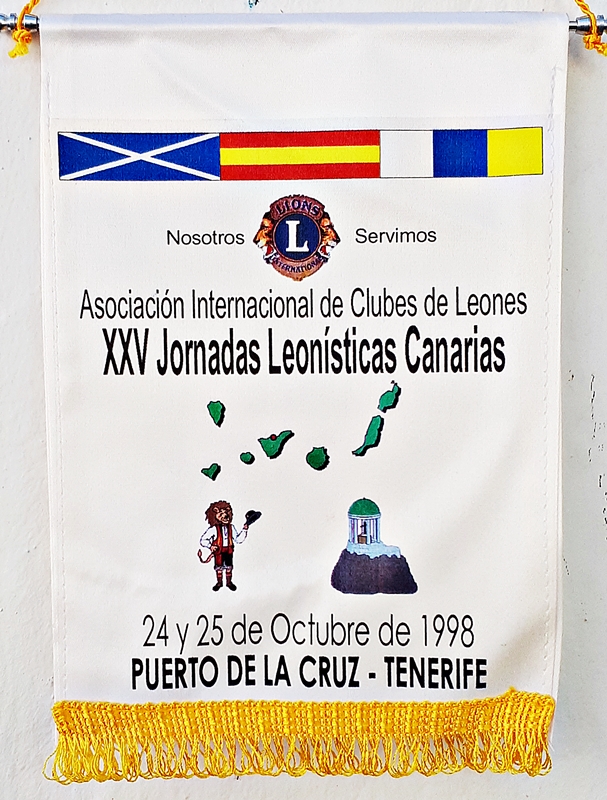 Nosotros
LIONS
L
INTERNATIONAL
Servimos
Asociación Internacional de Clubes de Leones
XXV Jornadas Leonísticas Canarias
24 y 25 de Octubre de 1998
PUERTO DE LA CRUZ - TENERIFE